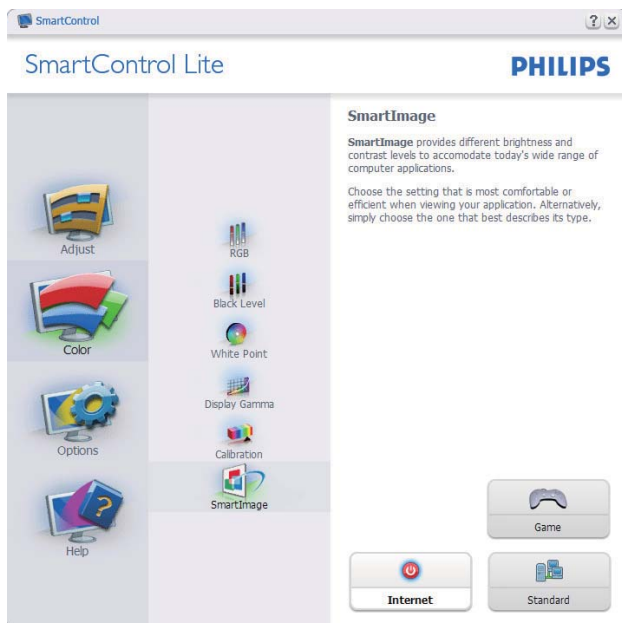 SmartControl
SmartControl Lite
PHILIPS
Adjust
Color
Options
Help
RGB
Black Level
White Point
Display Gamma
Calibration
SmartImage
SmartImage
SmartImage provides different brightness and
contrast levels to accomodate today's wide range of
computer applications.
Choose the setting that is most comfortable or
efficient when viewing your application. Alternatively,
simply choose the one that best describes its type.
Game
Internet
Standard